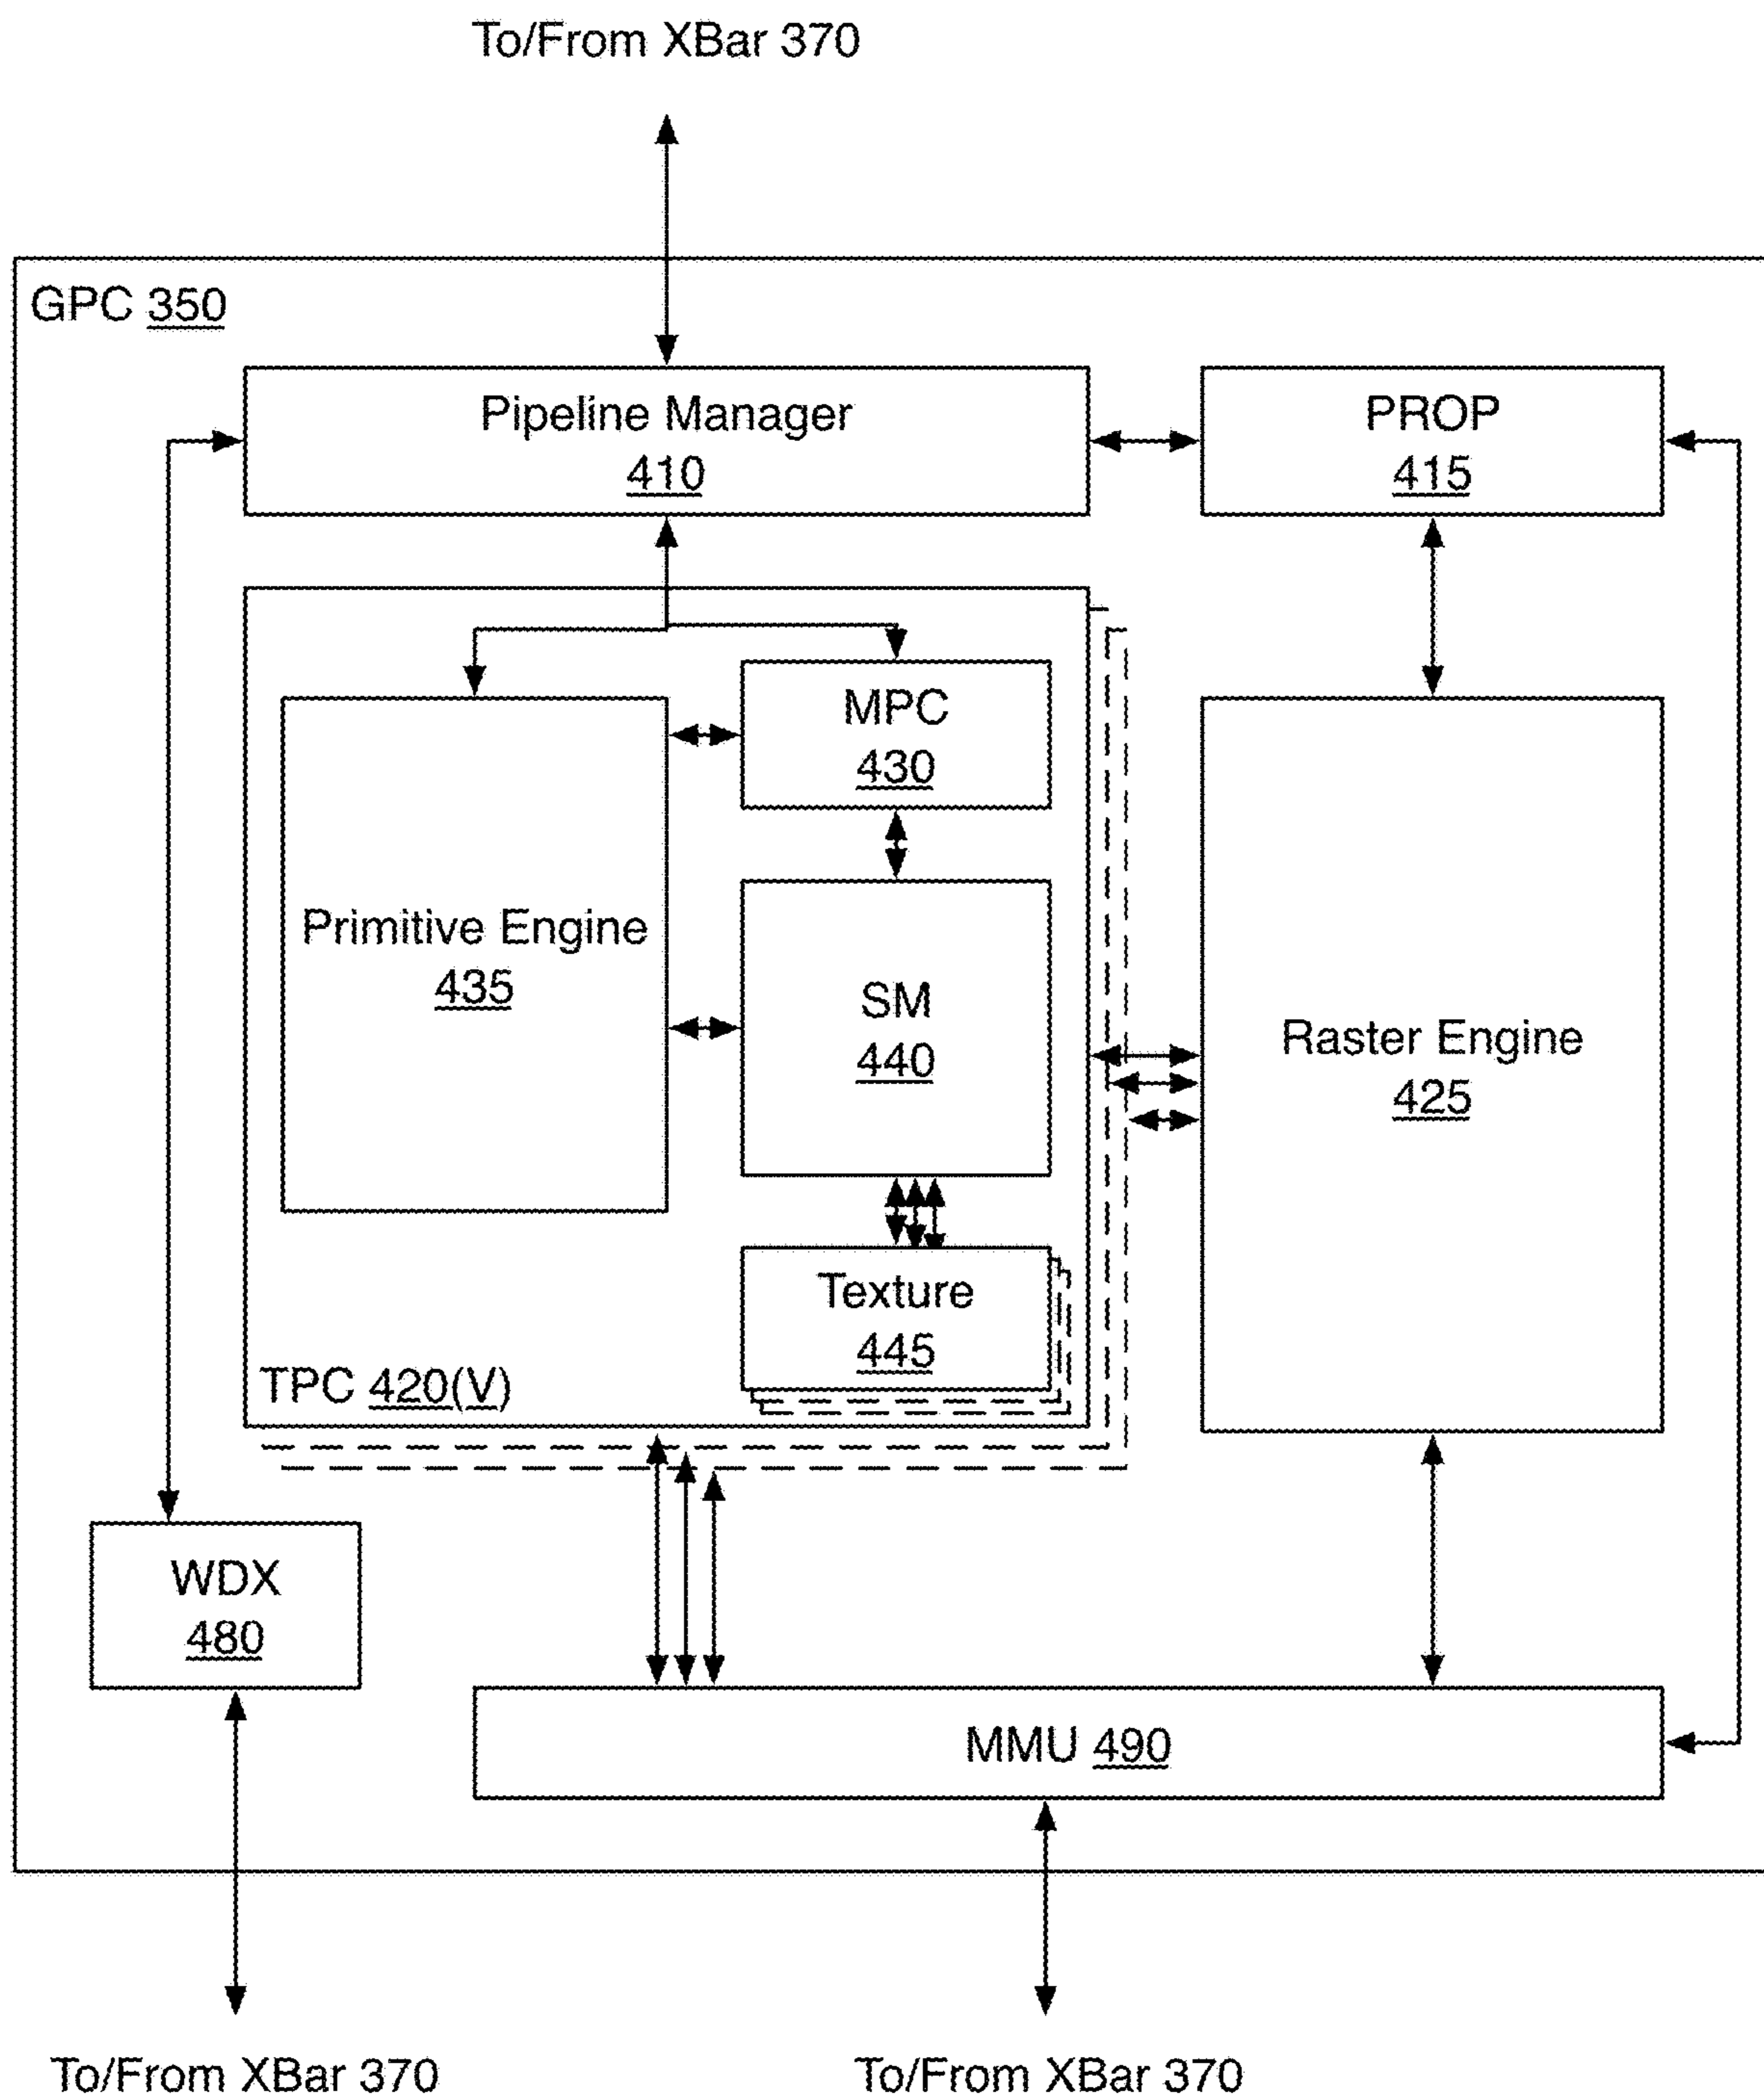 To/From XBar 370
GPC 350
Pipeline Manager
410
PROP
415
MPC
430
Primitive Engine
435
SM
440
Raster Engine
425
Texture
445
TPC 420(V)
WDX
480
MMU 490
To/From XBar 370
To/From XBar 370